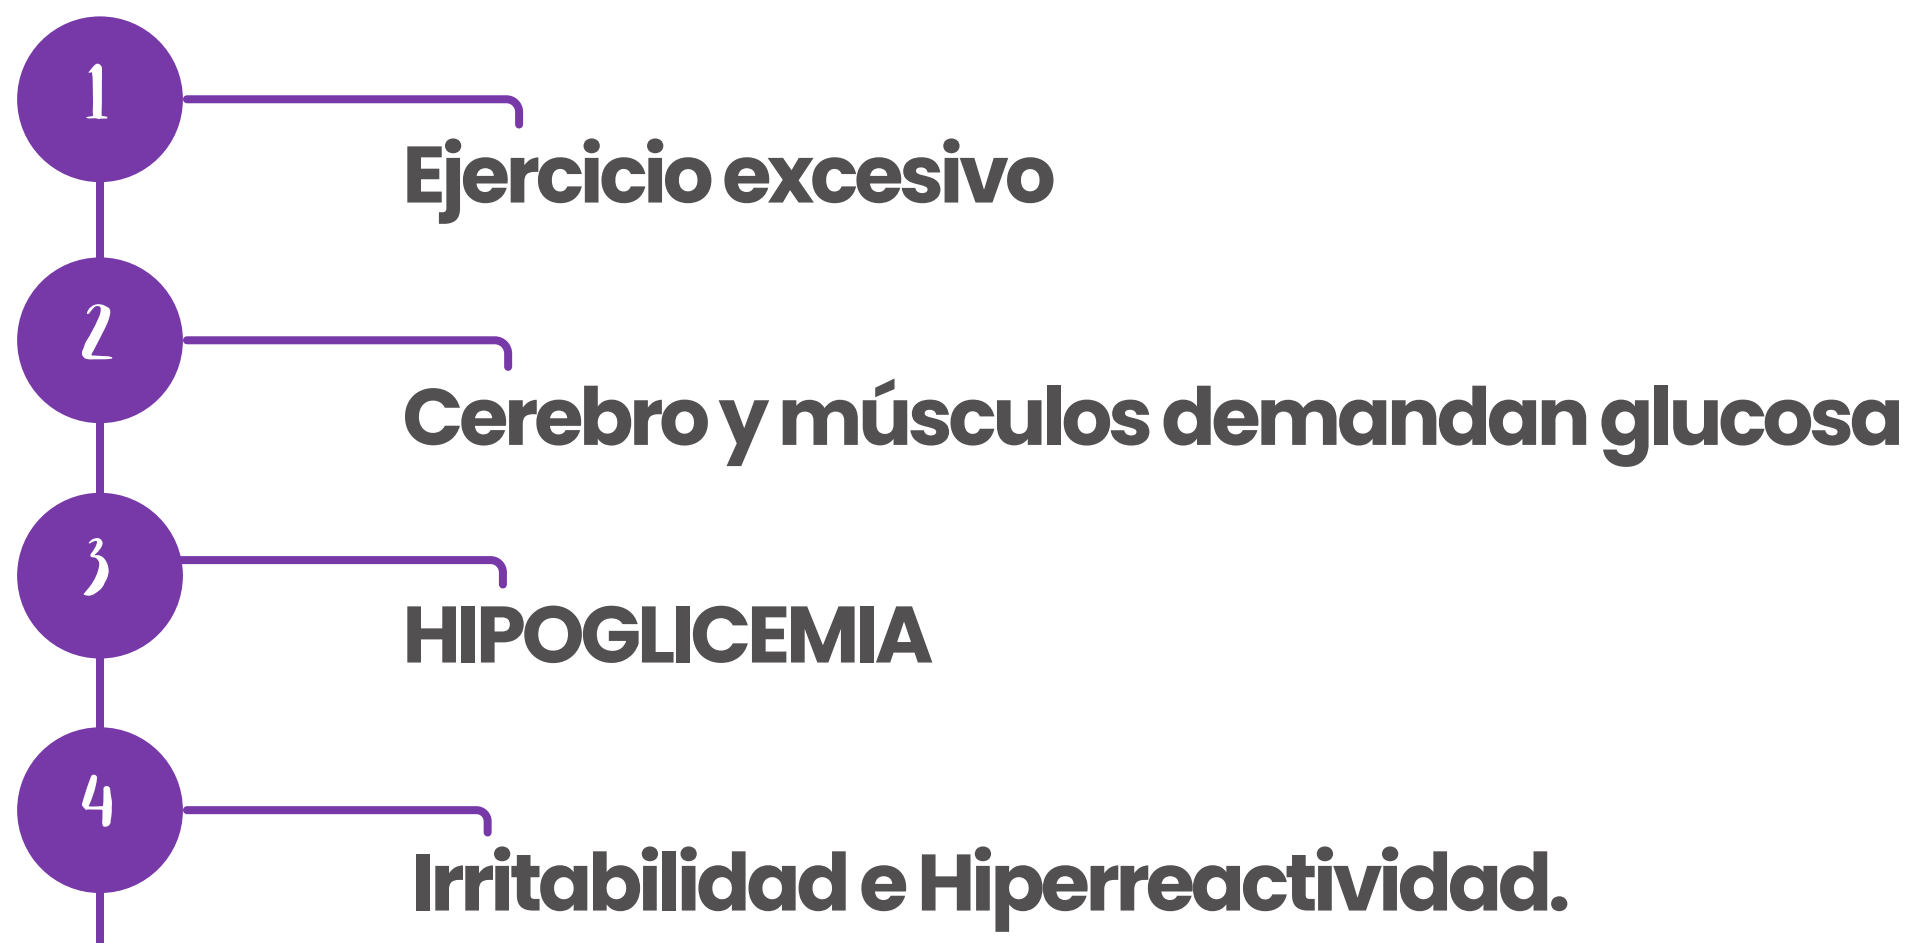 1
Ejercicio excesivo
2
Cerebro y músculos demandan glucosa
3
HIPOGLICEMIA
4
Irritabilidad e Hiperreactividad.